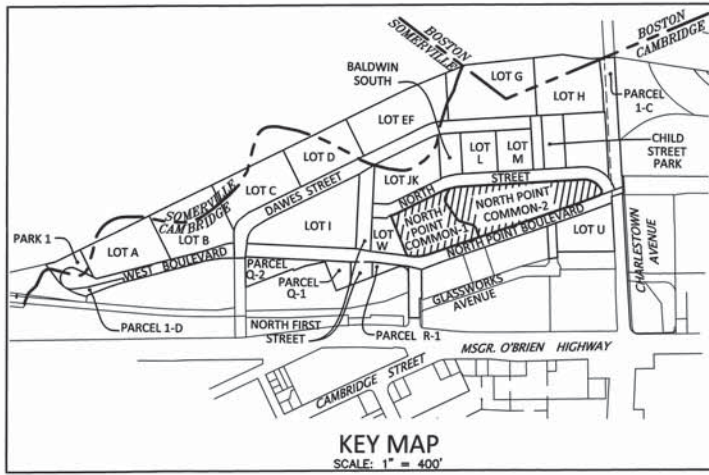 BOSTON
SOMERVILLE
BOSTON
CAMBRIDGE
BALDWIN
SOUTH
LOT G
LOT H
PARCEL
1-C
LOT EF
LOT D
LOT C
LOT L
LOT M
CHILD
STREET
PARK
SOMERVILLE
CAMBRIDGE
DAWES STREET
LOT JK
NORTH
STREET
NORTH POINT
COMMON-2
NORTH
POINT
COMMON-1
NORTH POINT BOULEVARD
PARK 1
LOT A
LOT B
LOT I
LOT
W
LOT U
WEST BOULEVARD
PARCEL
Q-2
PARCEL
Q-1
PARCEL 1-D
NORTH FIRST
STREET
PARCEL R-1
GLASSWORKS
AVENUE
CHARLESTOWN
AVENUE
MSGR. O'BRIEN HIGHWAY
CAMBRIDGE STREET
KEY MAP
SCALE: 1" = 400'